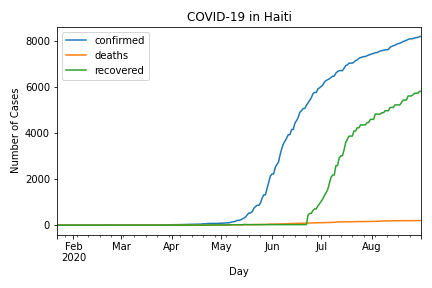 COVID-19 in Haiti
confirmed
deaths
recovered
Number of Cases
8000
6000
4000
2000
0
Feb Mar Apr May Jun Jul Aug
2020
Day